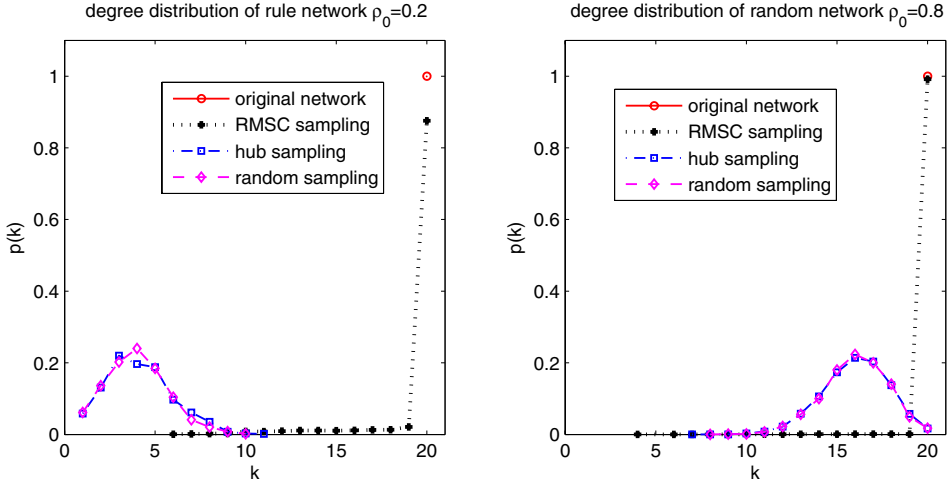 degree distribution of rule network ρ0=0.2
1
0.8
0.6
0.4
0.2
0
p(k)
original network
RMSC sampling
hub sampling
random sampling
0
5
10
15
20
k
degree distribution of random network ρ0=0.8
1
0.8
0.6
0.4
0.2
0
p(k)
original network
RMSC sampling
hub sampling
random sampling
0
5
10
15
20
k